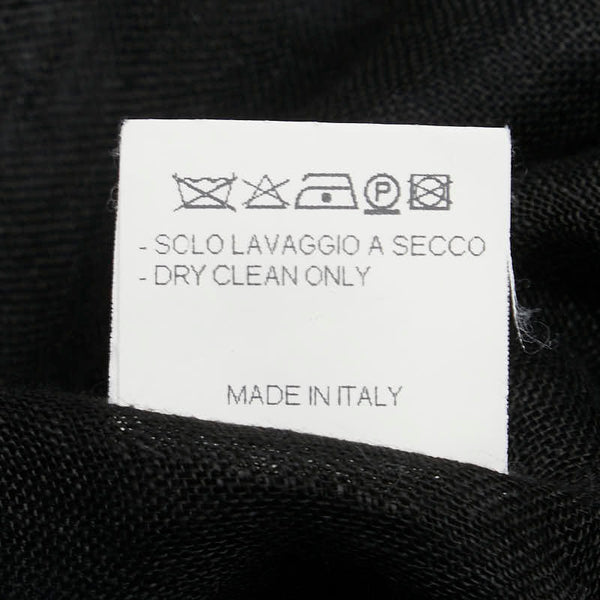 P
- SOLO LAVAGGIO A SECCO
- DRY CLEAN ONLY
MADE IN ITALY